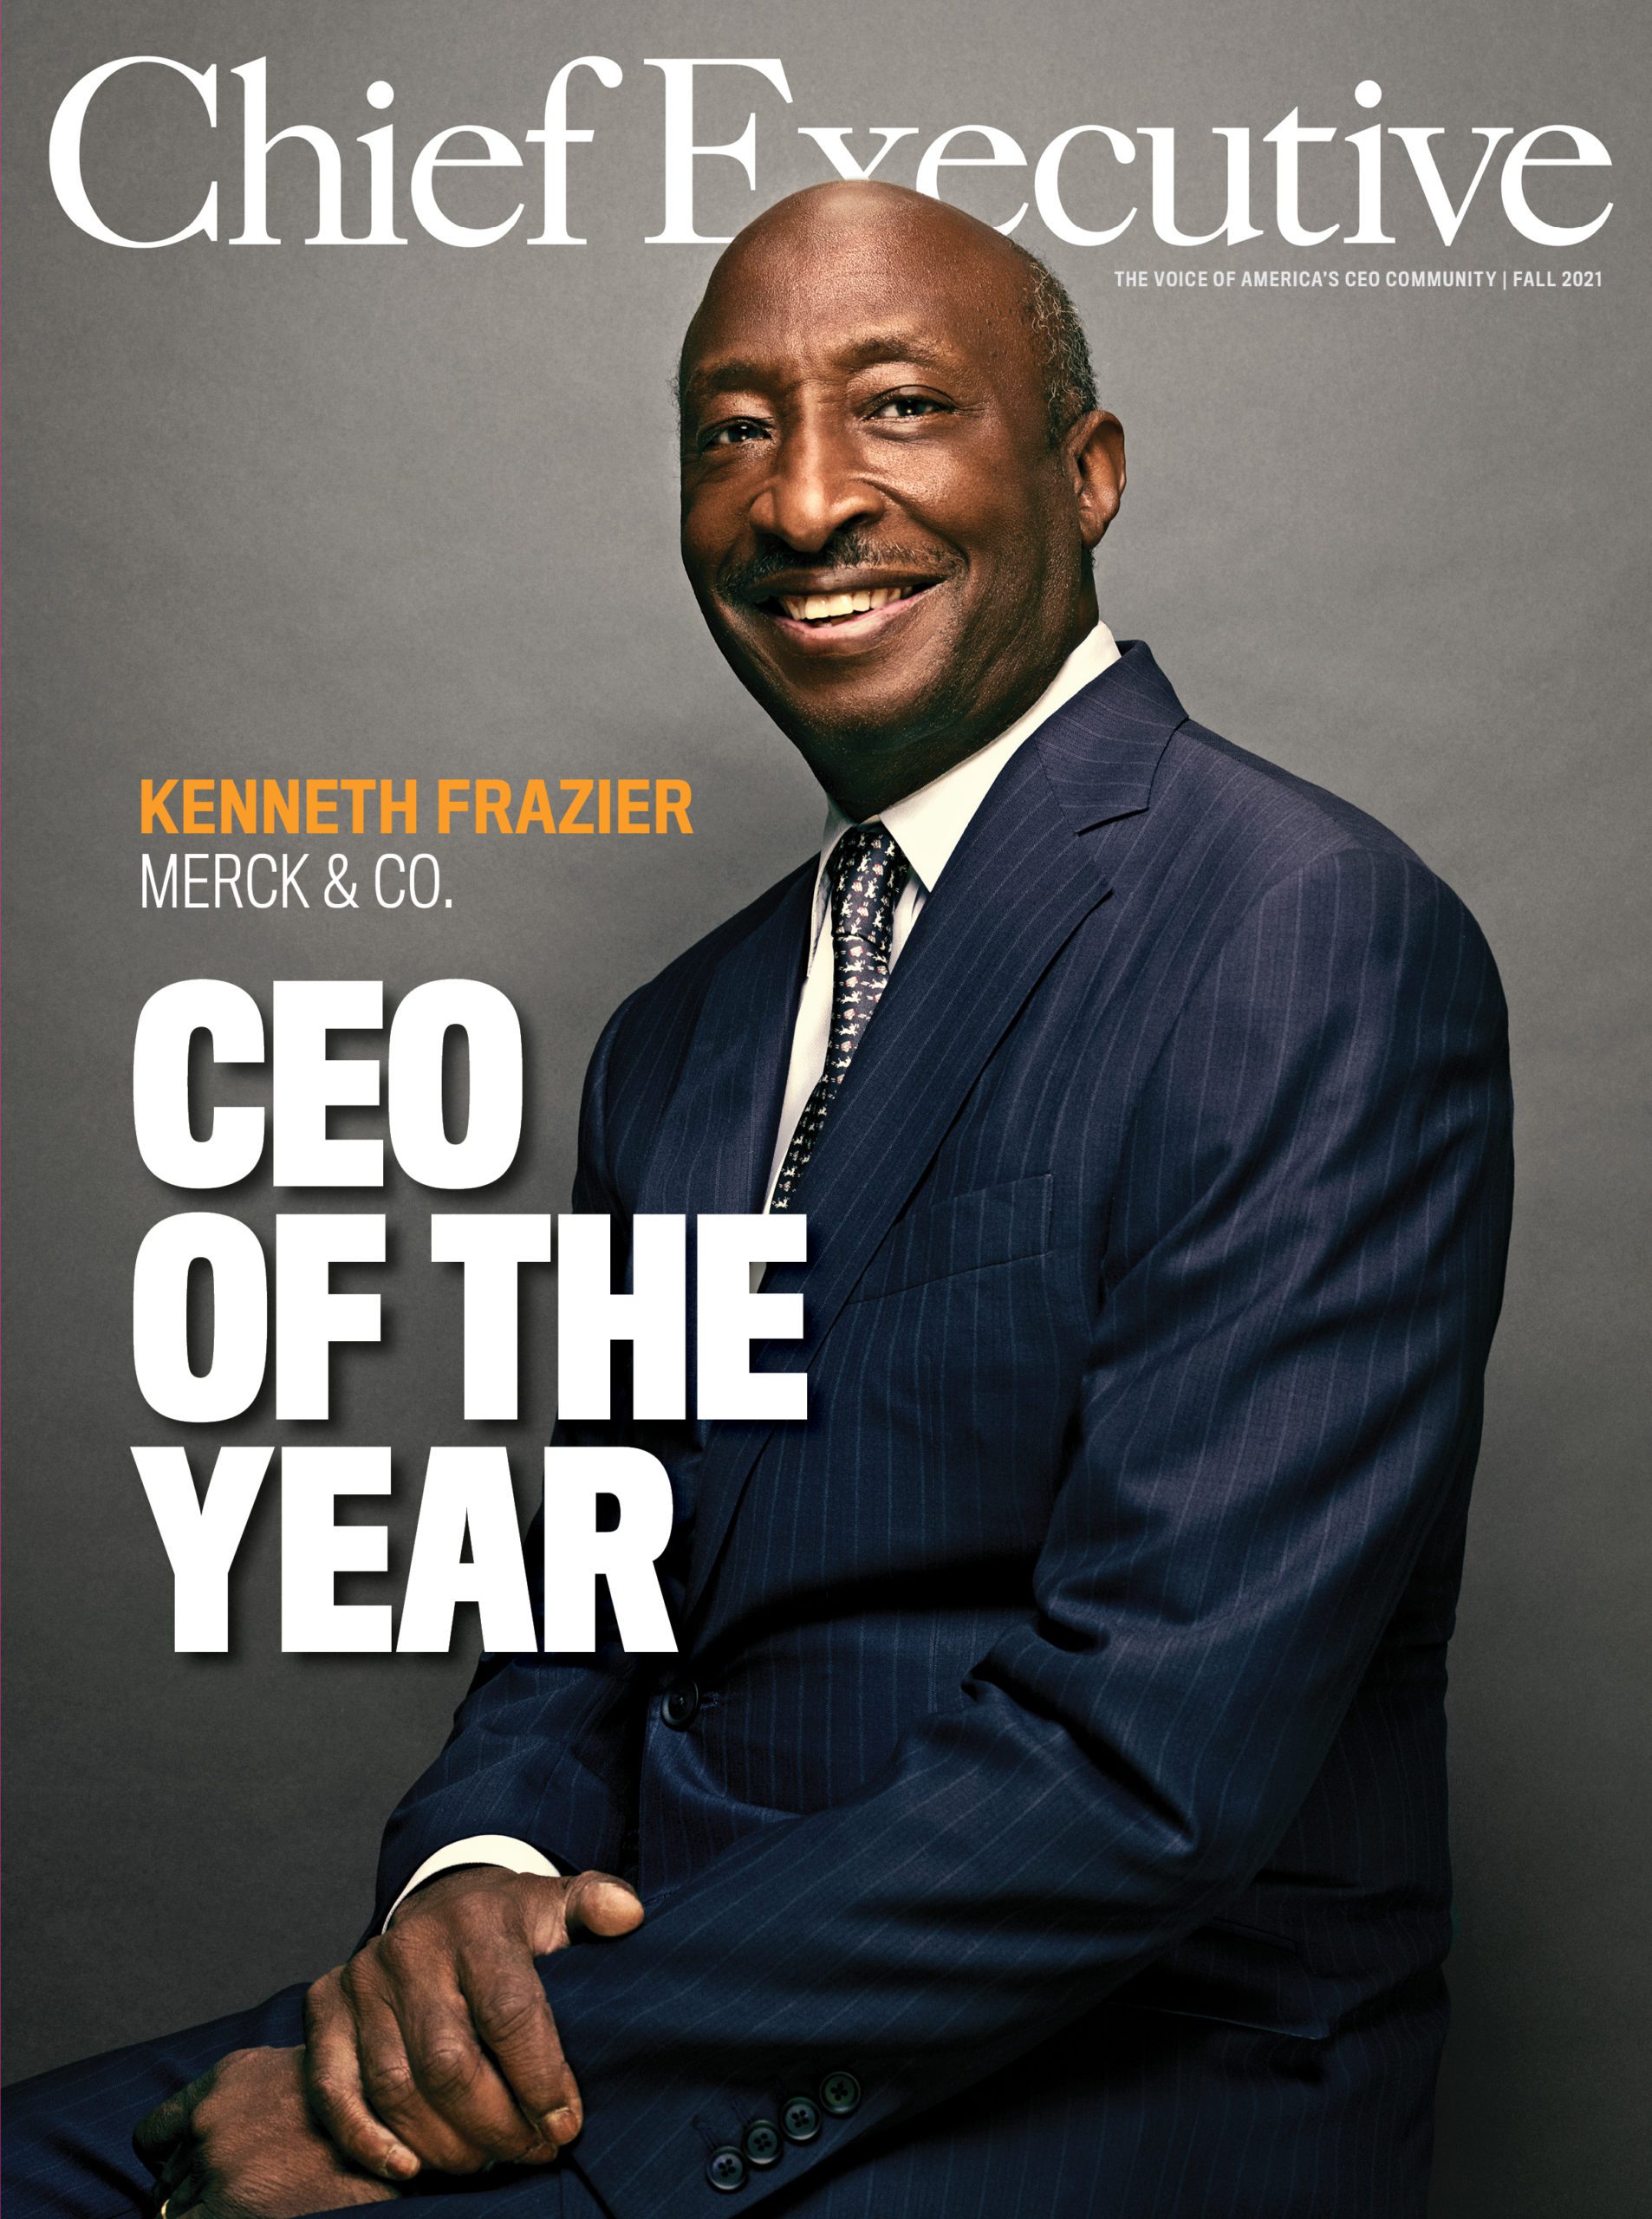 Chief Executive
THE VOICE OF AMERICA'S CEO COMMUNITY | FALL 2021
KENNETH FRAZIER
MERCK & CO.
CEO
OF THE
YEAR